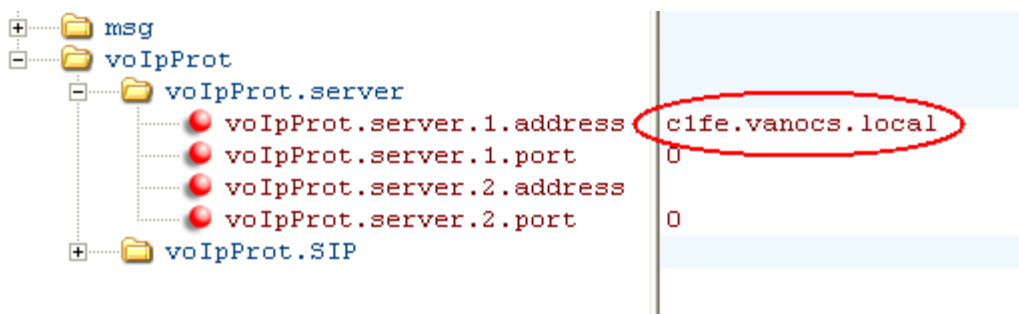 msg
voIpProt
voIpProt.server
voIpProt.server.1.address c1fe.vanocs.local
voIpProt.server.1.port 0
voIpProt.server.2.address
voIpProt.server.2.port 0
voIpProt.SIP